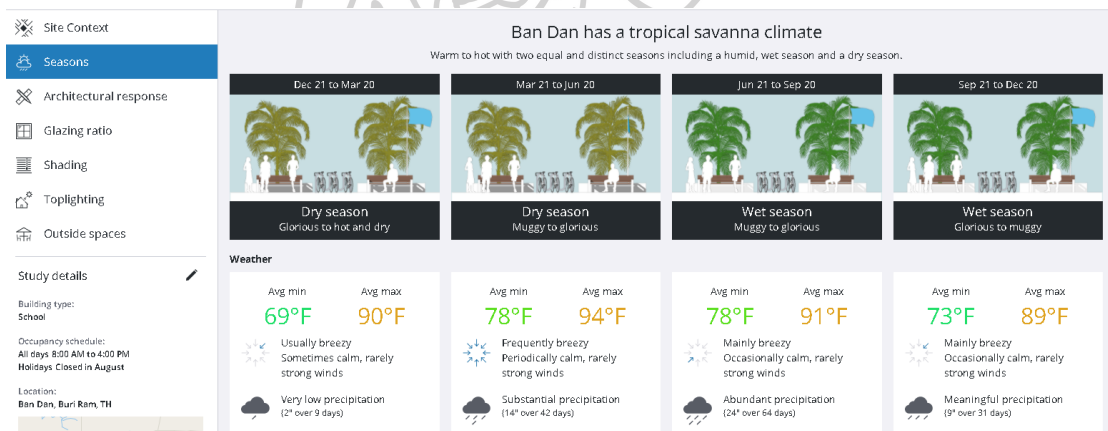 Site Context
Seasons
Architectural response
Glazing ratio
Shading
Toplighting
Outside spaces
Study details
Building type:
School
Occupancy schedule:
All days 8:00 AM to 4:00 PM
Holidays Closed in August
Location:
Ban Dan, Buri Ram, TH
Ban Dan has a tropical savanna climate
Warm to hot with two equal and distinct seasons including a humid, wet season and a dry season.
Dec 21 to Mar 20
Dry season
Glorious to hot and dry
Mar 21 to Jun 20
Dry season
Muggy to glorious
Jun 21 to Sep 20
Wet season
Muggy to glorious
Sep 21 to Dec 20
Wet season
Glorious to muggy
Weather
Avg min Avg max
69°F 90°F
Usually breezy
Sometimes calm, rarely
strong winds
Very low precipitation
(2" over 9 days)
Avg min Avg max
78°F 94°F
Frequently breezy
Periodically calm, rarely
strong winds
Substantial precipitation
(14" over 42 days)
Avg min Avg max
78°F 91°F
Mainly breezy
Occasionally calm, rarely
strong winds
Abundant precipitation
(24" over 64 days)
Avg min Avg max
73°F 89°F
Mainly breezy
Occasionally calm, rarely
strong winds
Meaningful precipitation
(9" over 31 days)